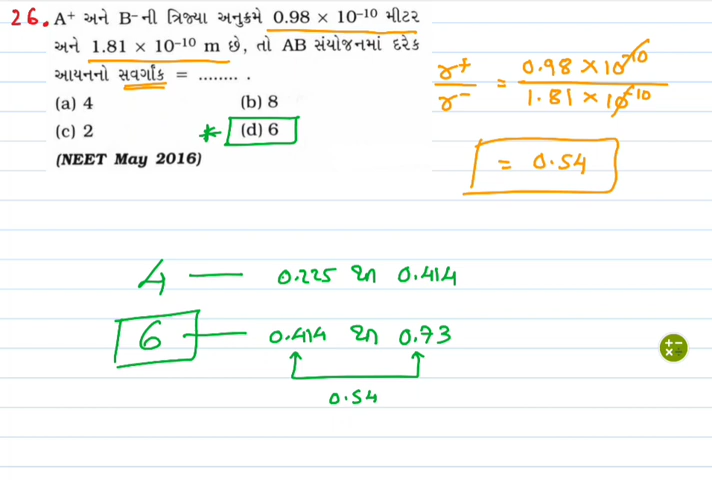 26. A⁺ અને B⁻ની ત્રિજ્યા અનુક્રમે 0.98 × 10⁻¹⁰ મીટર
અને 1.81 × 10⁻¹⁰ m છે, તો AB સંયોજનમાં દરેક
આયનનો સવર્ગાંક = ........ .
(a) 4 (b) 8
(c) 2 * (d) 6
(NEET May 2016)
r⁺/r⁻ = 0.98 × 10⁻¹⁰ / 1.81 × 10⁻¹⁰
= 0.54
4 — 0.225 થી 0.414
6 — 0.414 થી 0.73
0.54